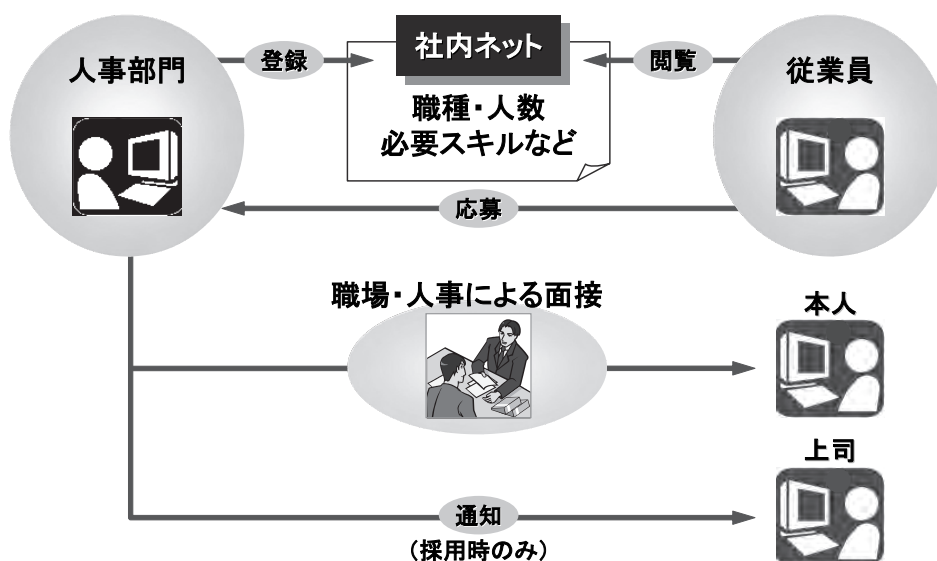 人事部門
登録
社内ネット
閲覧
従業員
職種・人数
必要スキルなど
応募
職場・人事による面接
本人
上司
通知
（採用時のみ）